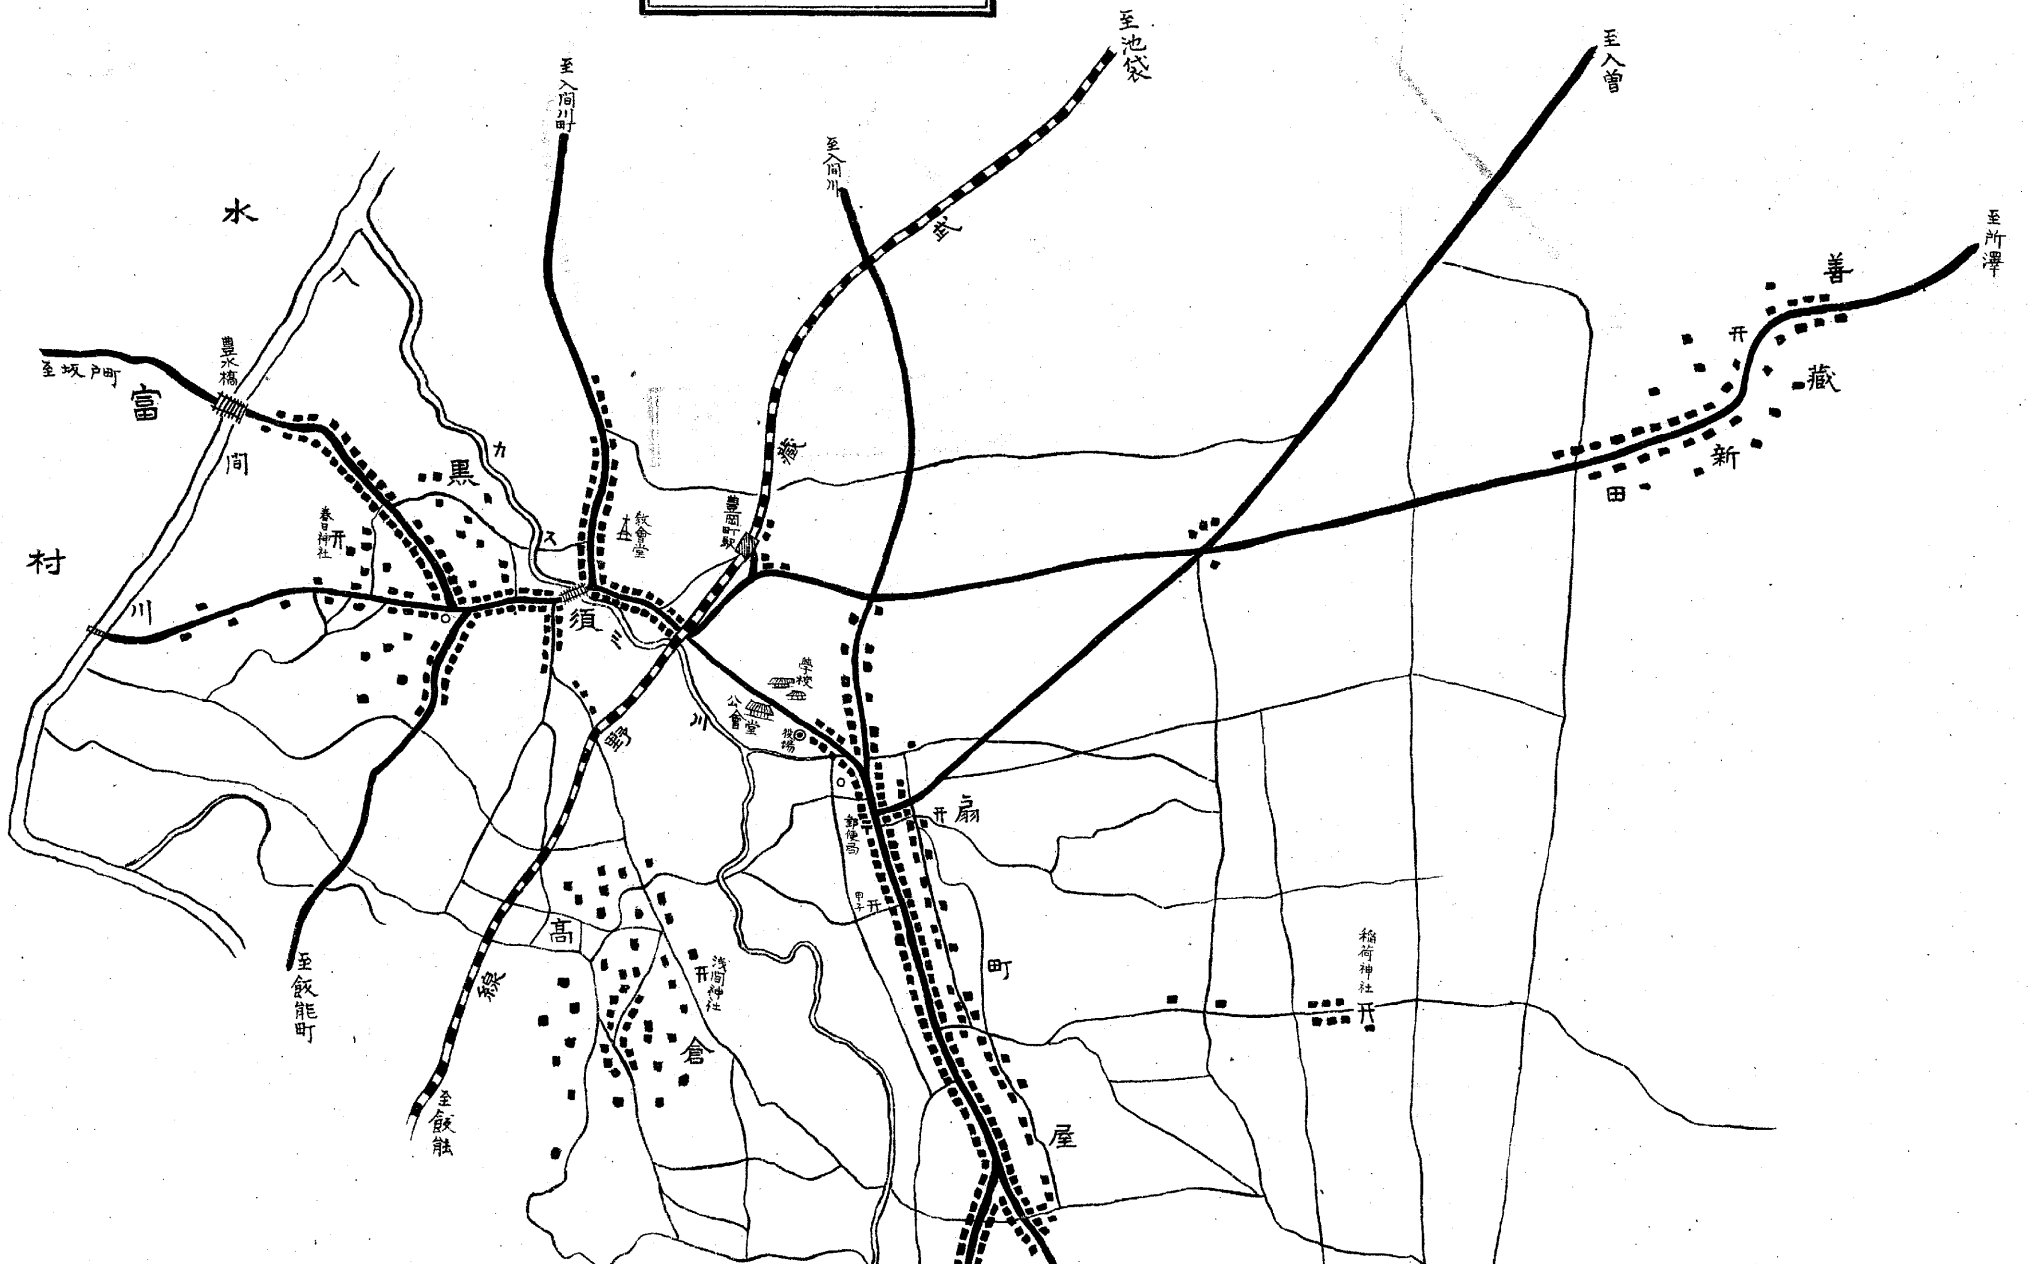 至池袋
至入曽
至入間川町
至入間川
至所澤
水富村
入間川
豊水橋
至坂戸町
善蔵新田
武蔵野線
黒須
カスミ川
春日神社
教會堂
豊岡町駅
學校
公會堂
役場
扇町屋
郵便局
甲子
高倉
浅間神社
稲荷神社
至飯能町
至飯能